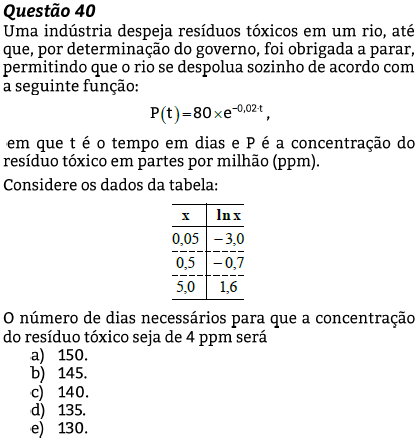 Questão 40
Uma indústria despeja resíduos tóxicos em um rio, até
que, por determinação do governo, foi obrigada a parar,
permitindo que o rio se despolua sozinho de acordo com
a seguinte função:
P(t)=80×e^{-0,02·t},
em que t é o tempo em dias e P é a concentração do
resíduo tóxico em partes por milhão (ppm).
Considere os dados da tabela:
x ln x
0,05 −3,0
0,5 −0,7
5,0 1,6
O número de dias necessários para que a concentração
do resíduo tóxico seja de 4 ppm será
a) 150.
b) 145.
c) 140.
d) 135.
e) 130.